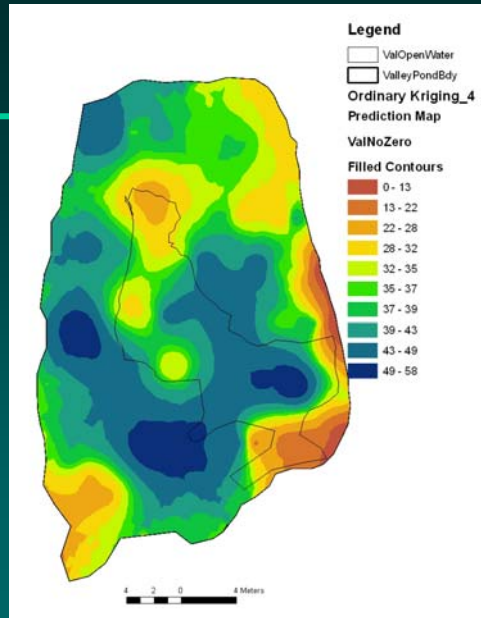 Legend
ValOpenWater
ValleyPondBdy
Ordinary Kriging_4
Prediction Map
ValNoZero
Filled Contours
0 - 13
13 - 22
22 - 28
28 - 32
32 - 35
35 - 37
37 - 39
39 - 43
43 - 49
49 - 58
4 2 0 4 Meters